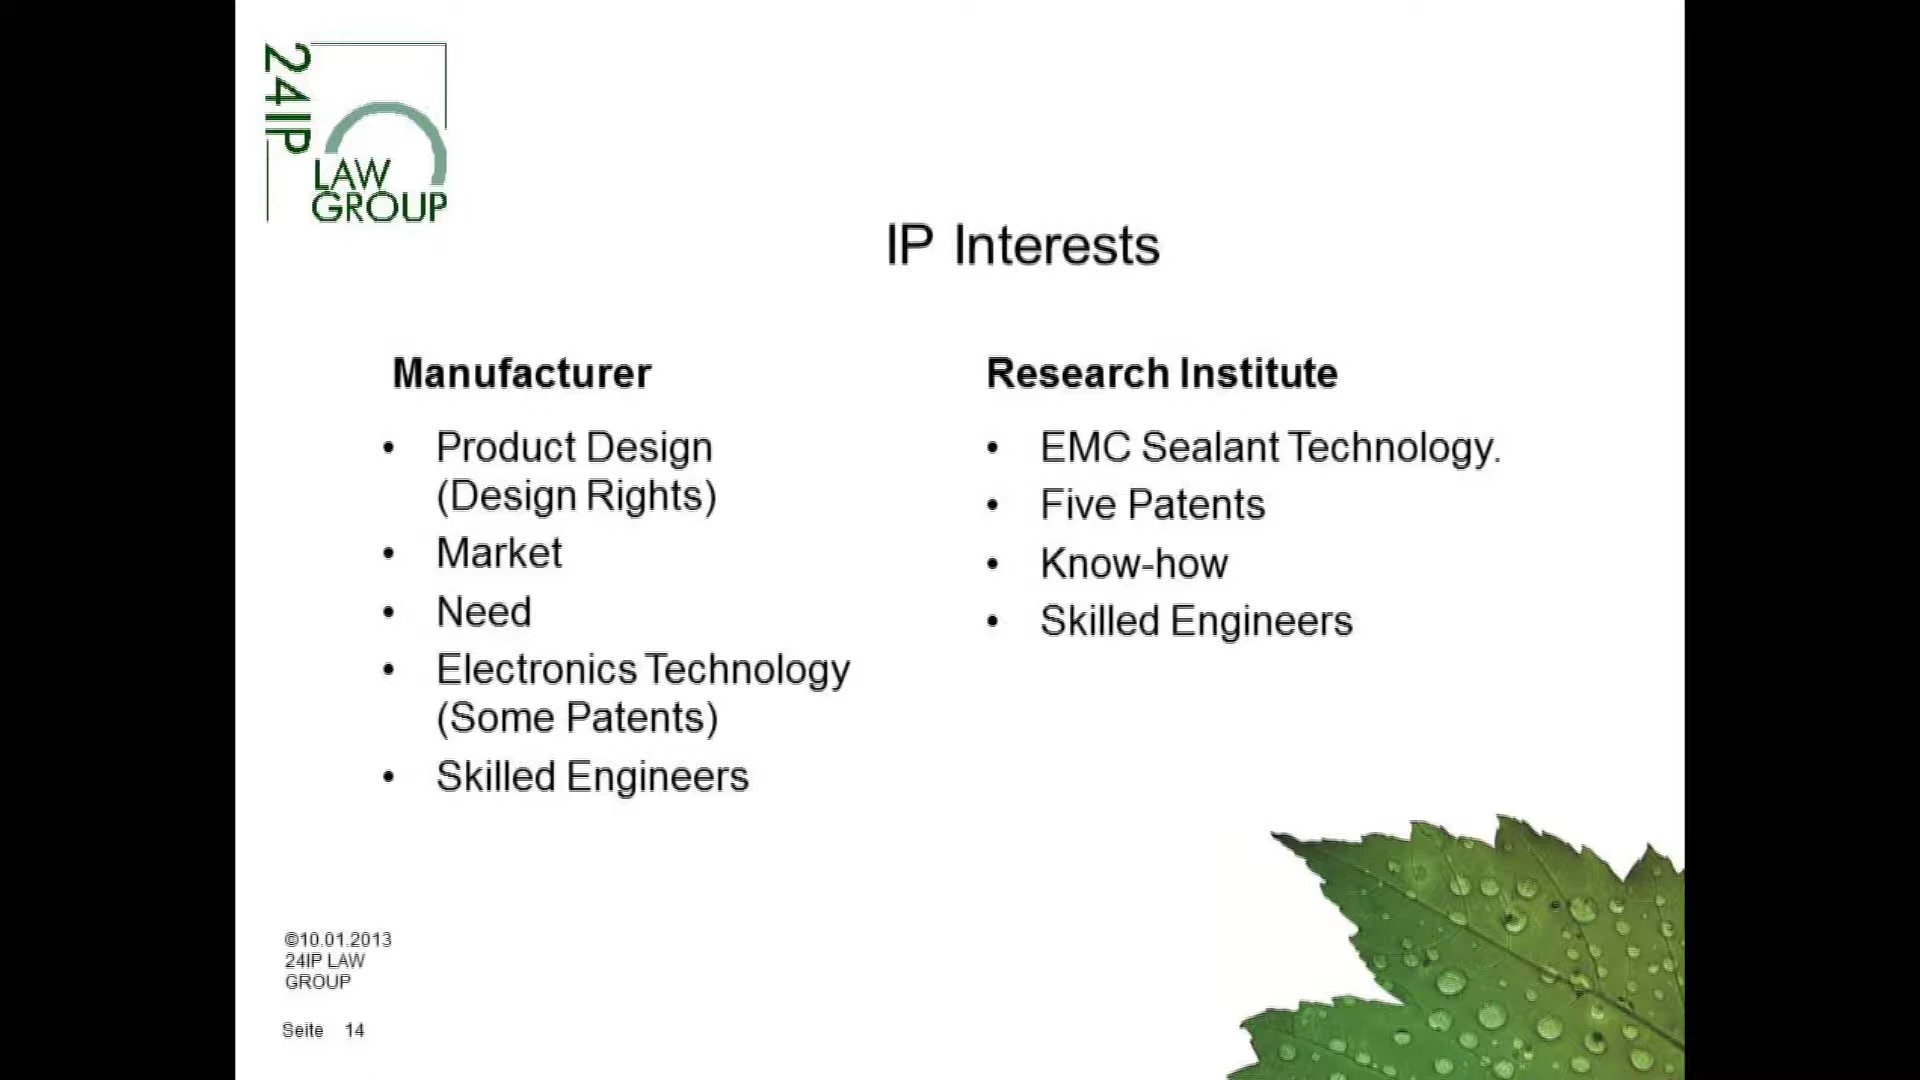 24IP
LAW
GROUP
IP Interests
Manufacturer
• Product Design
(Design Rights)
• Market
• Need
• Electronics Technology
(Some Patents)
• Skilled Engineers
Research Institute
• EMC Sealant Technology.
• Five Patents
• Know-how
• Skilled Engineers
©10.01.2013
24IP LAW
GROUP
Seite 14